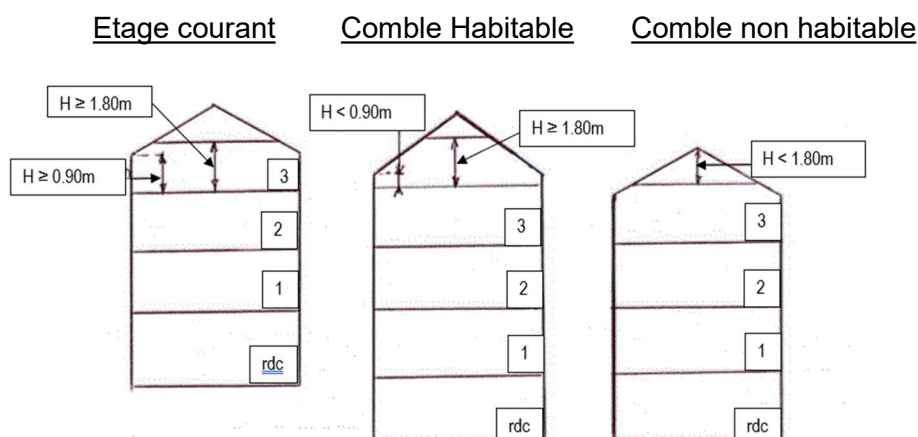 Etage courant
Comble Habitable
Comble non habitable
H ≥ 1.80m
H ≥ 0.90m
3
2
1
rdc
H < 0.90m
H ≥ 1.80m
3
2
1
rdc
H < 1.80m
3
2
1
rdc